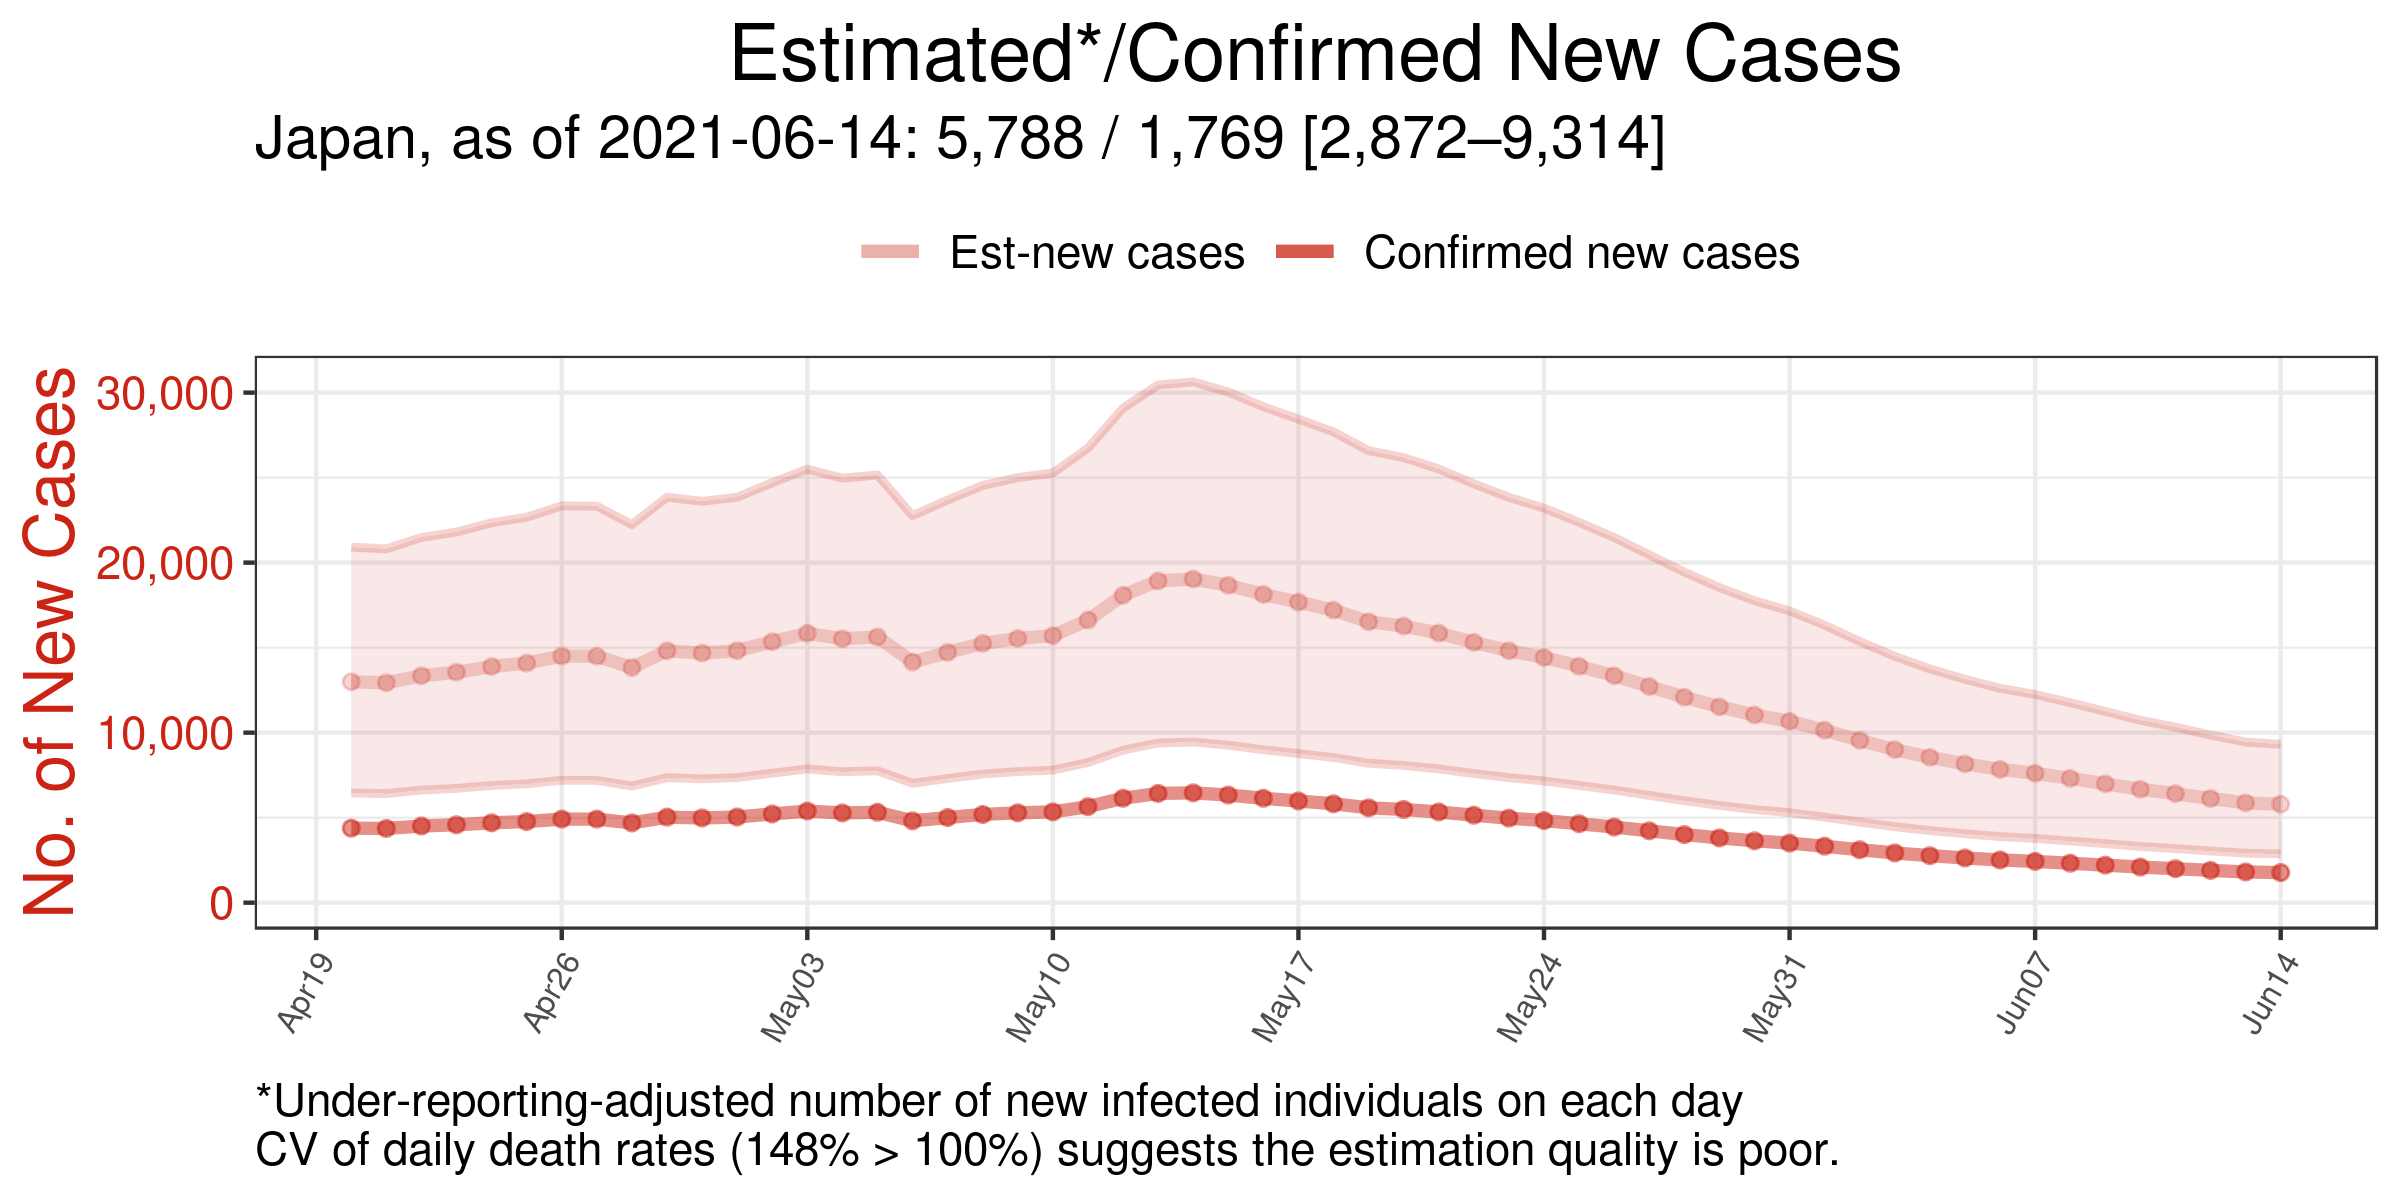 Estimated*/Confirmed New Cases
Japan, as of 2021-06-14: 5,788 / 1,769 [2,872–9,314]
Est-new cases
Confirmed new cases
No. of New Cases
30,000
20,000
10,000
0
Apr19
Apr26
May03
May10
May17
May24
May31
Jun07
Jun14
*Under-reporting-adjusted number of new infected individuals on each day
CV of daily death rates (148% > 100%) suggests the estimation quality is poor.